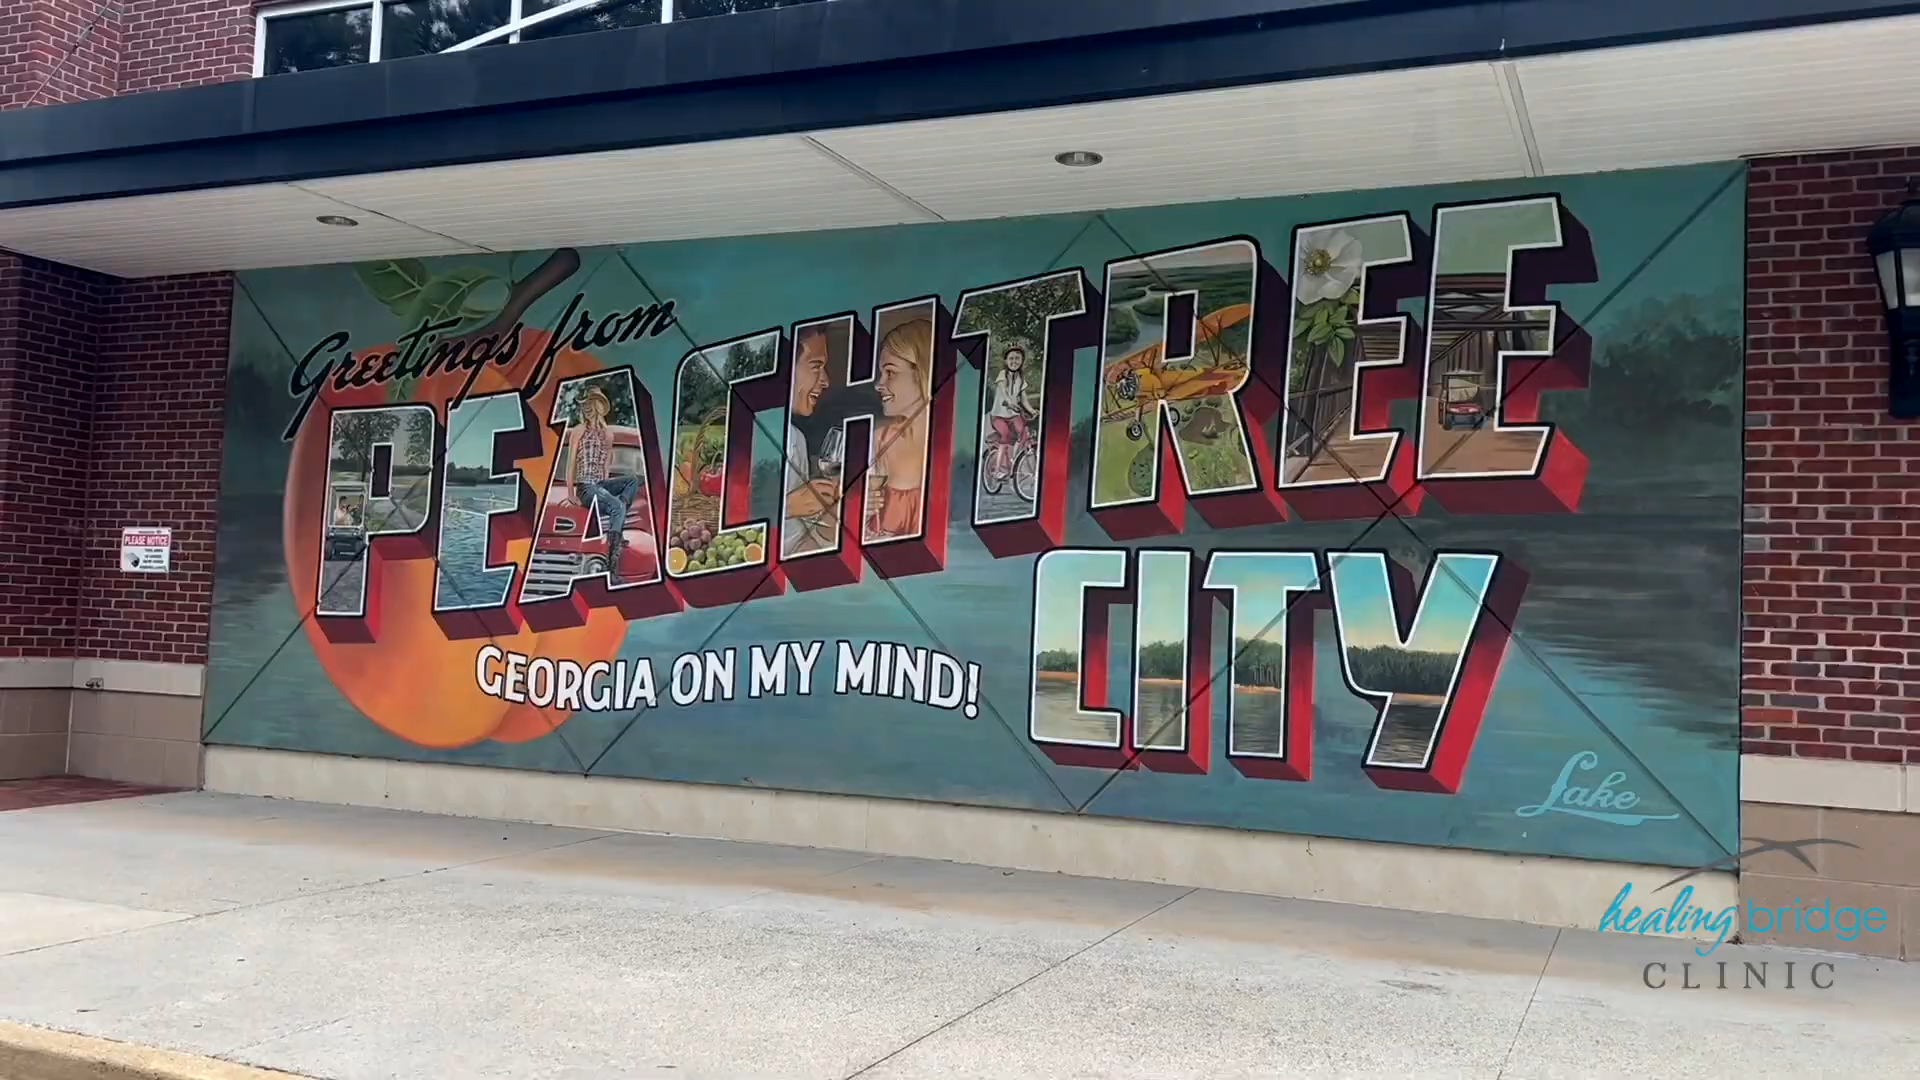 Greetings from
PEACHTREE
CITY
GEORGIA ON MY MIND!
Lake
PLEASE NOTICE
healing bridge
CLINIC